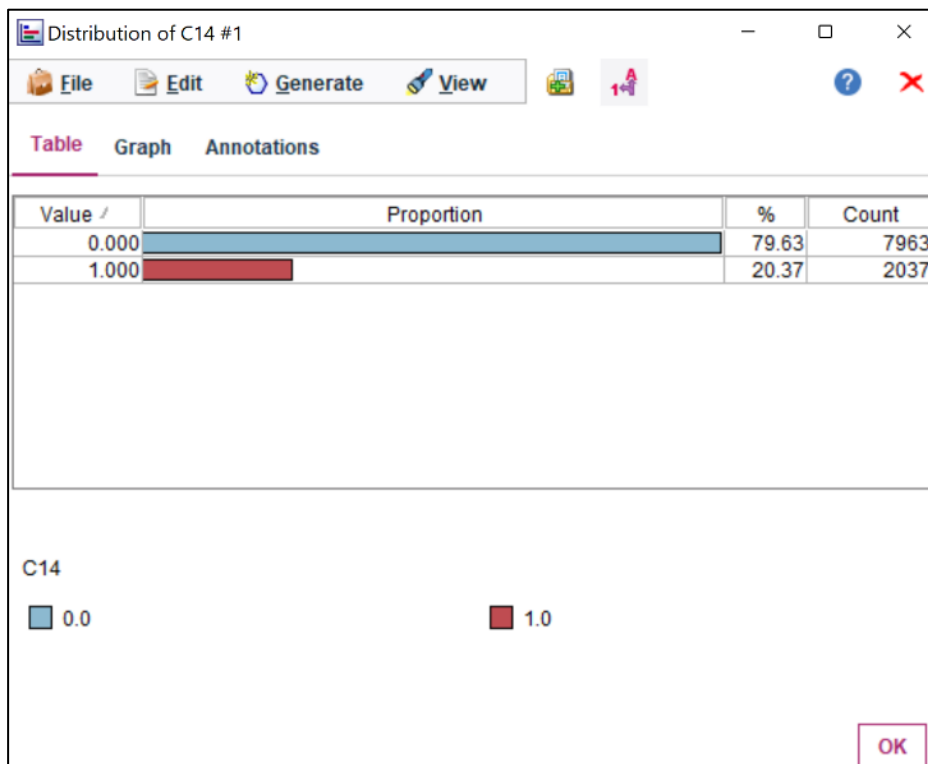 Distribution of C14 #1
File Edit Generate View
Table Graph Annotations
Value Proportion % Count
0.000 79.63 7963
1.000 20.37 2037
C14
0.0 1.0
OK